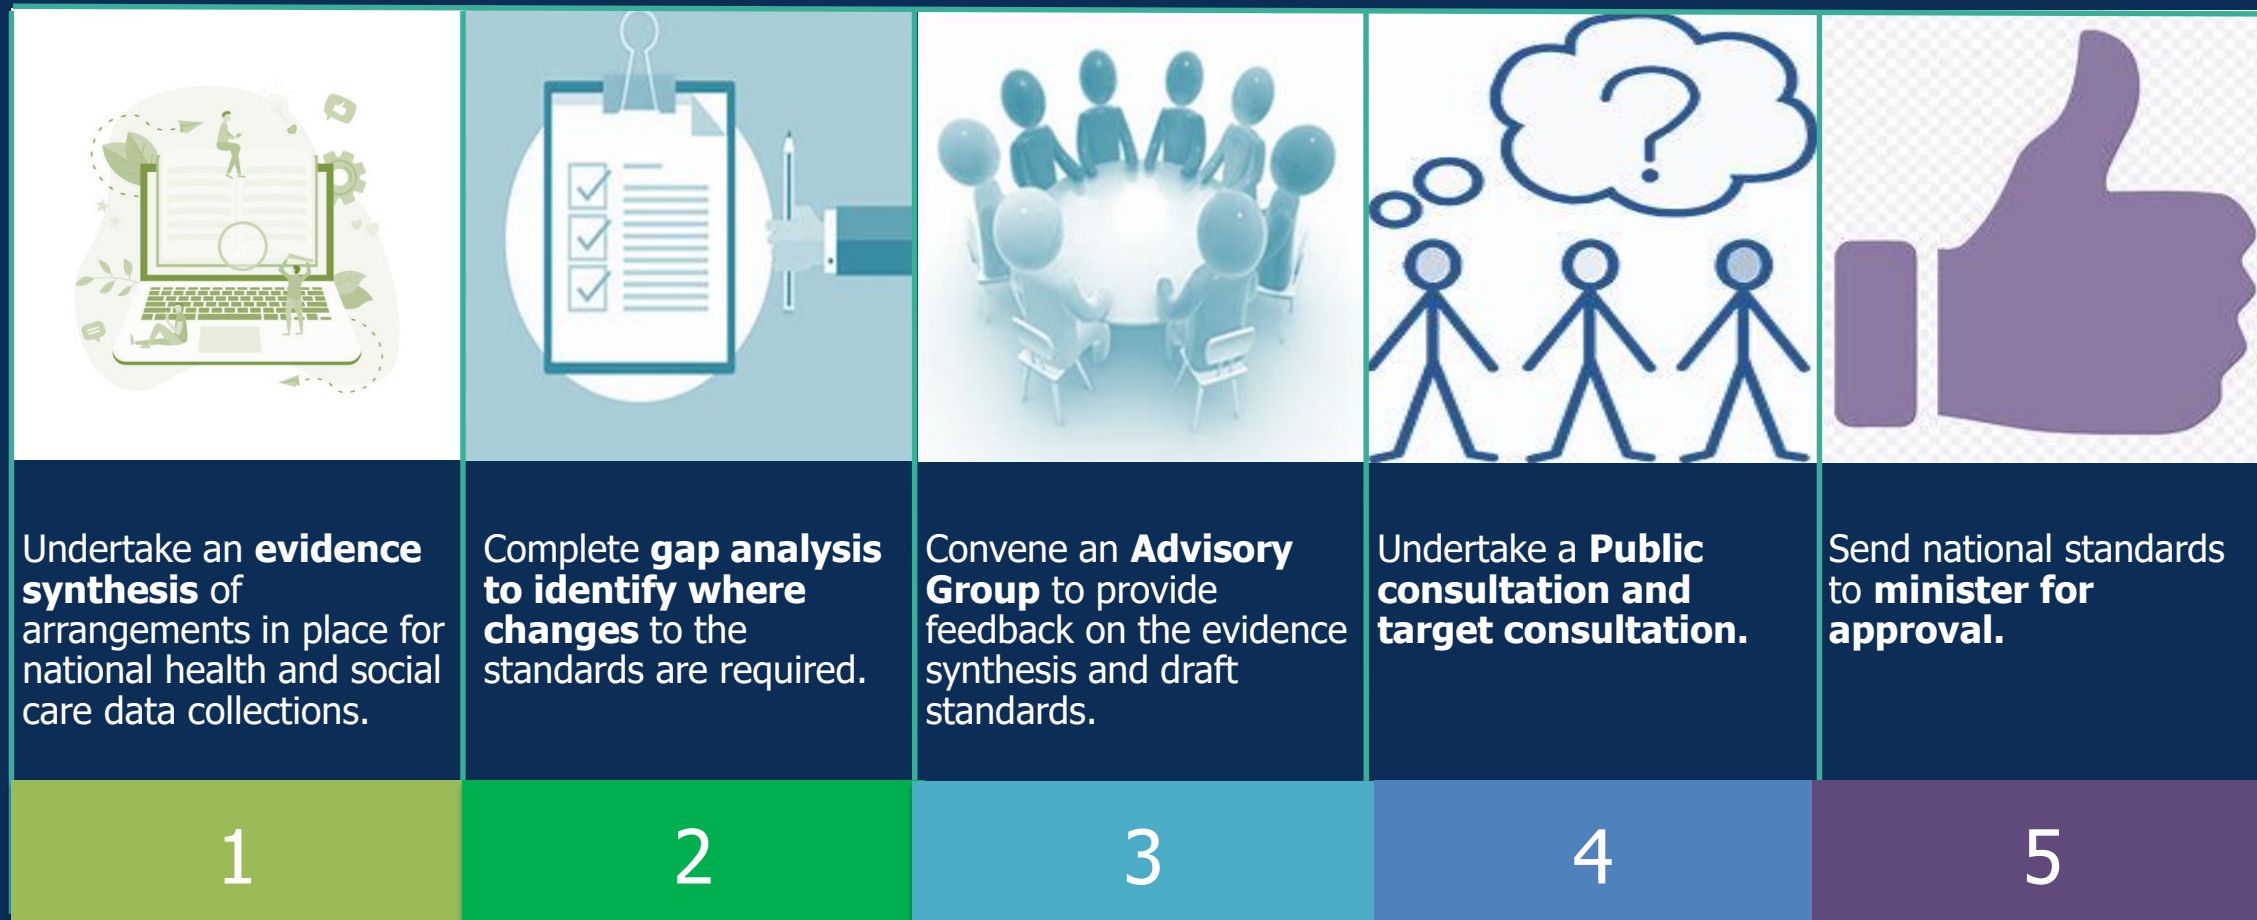 Undertake an evidence
synthesis of
arrangements in place for
national health and social
care data collections.
Complete gap analysis
to identify where
changes to the
standards are required.
Convene an Advisory
Group to provide
feedback on the evidence
synthesis and draft
standards.
?
Undertake a Public
consultation and
target consultation.
Send national standards
to minister for
approval.
1
2
3
4
5